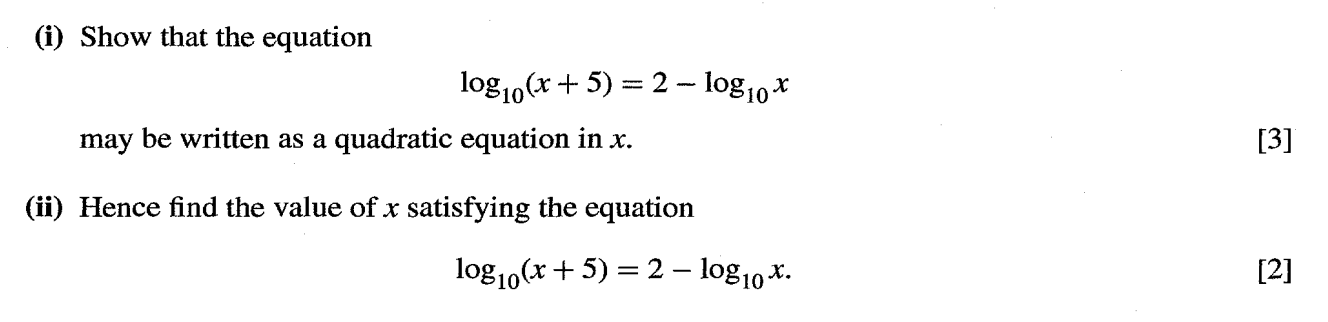 (i) Show that the equation
log₁₀(x + 5) = 2 − log₁₀ x
may be written as a quadratic equation in x. [3]
(ii) Hence find the value of x satisfying the equation
log₁₀(x + 5) = 2 − log₁₀ x. [2]